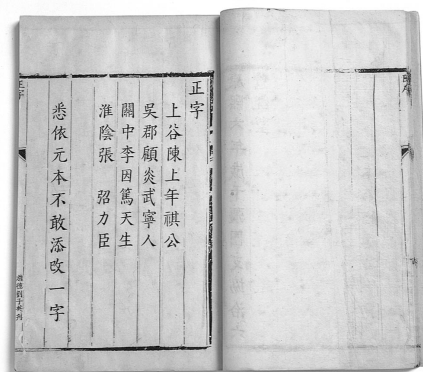 正字
上谷陳上年祺公
吳郡顧炎武寧人
關中李因篤天生
淮陰張 弨力臣
悉依元本不敢添改一字
正字